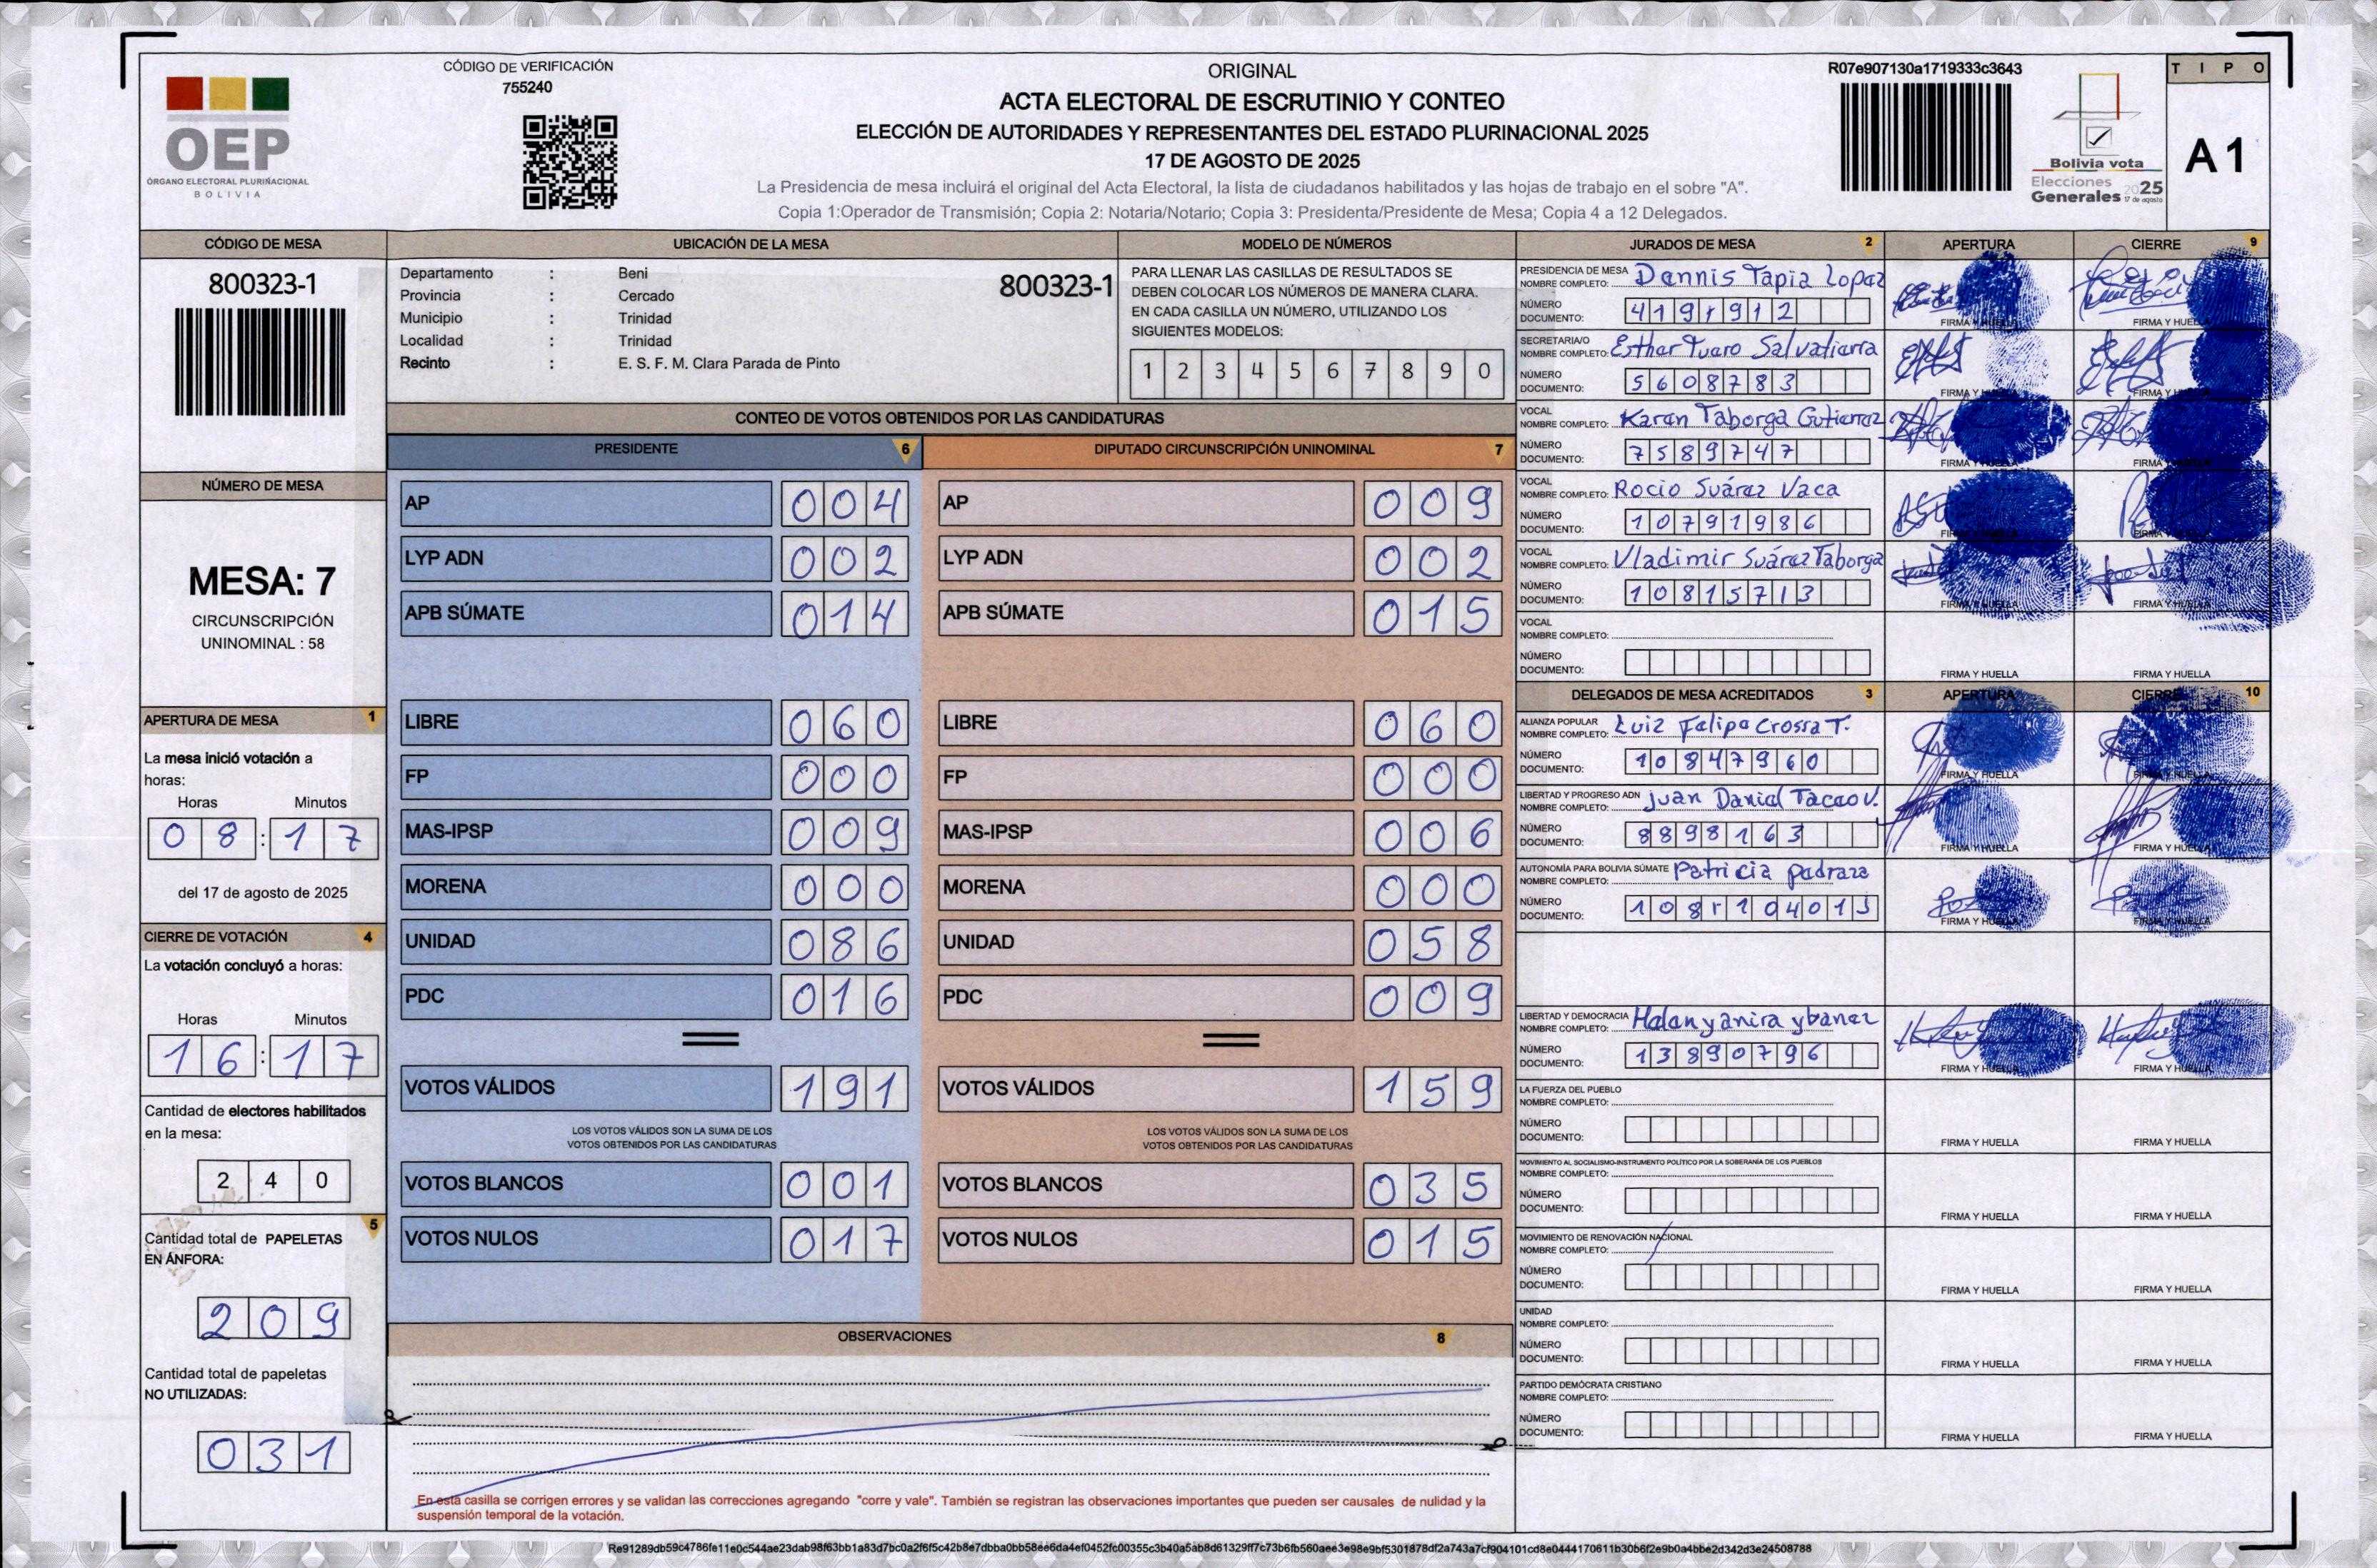 CÓDIGO DE VERIFICACIÓN
755240
OEP
ÓRGANO ELECTORAL PLURINACIONAL
BOLIVIA
ORIGINAL
ACTA ELECTORAL DE ESCRUTINIO Y CONTEO
ELECCIÓN DE AUTORIDADES Y REPRESENTANTES DEL ESTADO PLURINACIONAL 2025
17 DE AGOSTO DE 2025
La Presidencia de mesa incluirá el original del Acta Electoral, la lista de ciudadanos habilitados y las hojas de trabajo en el sobre "A".
Copia 1:Operador de Transmisión; Copia 2: Notaria/Notario; Copia 3: Presidenta/Presidente de Mesa; Copia 4 a 12 Delegados.
R07e907130a1719333c3643
Bolivia vota
Elecciones
Generales 2025
17 de agosto
TIPO
A1
CÓDIGO DE MESA
800323-1
NÚMERO DE MESA
MESA: 7
CIRCUNSCRIPCIÓN
UNINOMINAL : 58
APERTURA DE MESA 1
La mesa inició votación a
horas:
Horas Minutos
08:17
del 17 de agosto de 2025
CIERRE DE VOTACIÓN 4
La votación concluyó a horas:
Horas Minutos
16:17
Cantidad de electores habilitados
en la mesa:
240
5
Cantidad total de PAPELETAS
EN ÁNFORA:
209
Cantidad total de papeletas
NO UTILIZADAS:
031
UBICACIÓN DE LA MESA
Departamento : Beni
800323-1
Provincia : Cercado
Municipio : Trinidad
Localidad : Trinidad
Recinto : E. S. F. M. Clara Parada de Pinto
MODELO DE NÚMEROS
PARA LLENAR LAS CASILLAS DE RESULTADOS SE
DEBEN COLOCAR LOS NÚMEROS DE MANERA CLARA.
EN CADA CASILLA UN NÚMERO, UTILIZANDO LOS
SIGUIENTES MODELOS:
1 2 3 4 5 6 7 8 9 0
CONTEO DE VOTOS OBTENIDOS POR LAS CANDIDATURAS
PRESIDENTE 6
AP 004
LYP ADN 002
APB SÚMATE 014
LIBRE 060
FP 000
MAS-IPSP 009
MORENA 000
UNIDAD 086
PDC 016
VOTOS VÁLIDOS 191
LOS VOTOS VÁLIDOS SON LA SUMA DE LOS
VOTOS OBTENIDOS POR LAS CANDIDATURAS
VOTOS BLANCOS 001
VOTOS NULOS 017
DIPUTADO CIRCUNSCRIPCIÓN UNINOMINAL 7
AP 009
LYP ADN 002
APB SÚMATE 015
LIBRE 060
FP 000
MAS-IPSP 006
MORENA 000
UNIDAD 058
PDC 009
VOTOS VÁLIDOS 159
LOS VOTOS VÁLIDOS SON LA SUMA DE LOS
VOTOS OBTENIDOS POR LAS CANDIDATURAS
VOTOS BLANCOS 035
VOTOS NULOS 015
OBSERVACIONES 8
En esta casilla se corrigen errores y se validan las correcciones agregando "corre y vale". También se registran las observaciones importantes que pueden ser causales de nulidad y la
suspensión temporal de la votación.
JURADOS DE MESA 2 APERTURA CIERRE 9
PRESIDENCIA DE MESA
NOMBRE COMPLETO: Dennis Tapia Lopez
NÚMERO
DOCUMENTO:
FIRMA Y HUELLA FIRMA Y HUELLA
SECRETARIA/O
NOMBRE COMPLETO: Esther Tuero Salvatierra
NÚMERO
DOCUMENTO: 5608783
FIRMA Y HUELLA FIRMA Y HUELLA
VOCAL
NOMBRE COMPLETO: Karen Taborga Gutierrez
NÚMERO
DOCUMENTO: 7589747
FIRMA Y HUELLA FIRMA
VOCAL
NOMBRE COMPLETO: Rocio Suárez Vaca
NÚMERO
DOCUMENTO: 10791986
FIRMA Y HUELLA FIRMA Y HUELLA
VOCAL
NOMBRE COMPLETO: Vladimir Suárez Taborga
NÚMERO
DOCUMENTO: 10815713
FIRMA Y HUELLA FIRMA Y HUELLA
VOCAL
NOMBRE COMPLETO:
NÚMERO
DOCUMENTO:
FIRMA Y HUELLA FIRMA Y HUELLA
DELEGADOS DE MESA ACREDITADOS 3 APERTURA CIERRE 10
ALIANZA POPULAR
NOMBRE COMPLETO: Luiz Felipe Crossa T.
NÚMERO
DOCUMENTO: 10847960
FIRMA Y HUELLA FIRMA Y HUELLA
LIBERTAD Y PROGRESO ADN
NOMBRE COMPLETO: Juan Daniel Tacao V.
NÚMERO
DOCUMENTO: 8898163
FIRMA Y HUELLA FIRMA Y HUELLA
AUTONOMÍA PARA BOLIVIA SÚMATE
NOMBRE COMPLETO: Patricia pedraza
NÚMERO
DOCUMENTO:
FIRMA Y HUELLA FIRMA Y HUELLA
LIBERTAD Y DEMOCRACIA
NOMBRE COMPLETO: Helen yanira ybanez
NÚMERO
DOCUMENTO: 13890796
FIRMA Y HUELLA FIRMA Y HUELLA
LA FUERZA DEL PUEBLO
NOMBRE COMPLETO:
NÚMERO
DOCUMENTO:
FIRMA Y HUELLA FIRMA Y HUELLA
MOVIMIENTO AL SOCIALISMO-INSTRUMENTO POLÍTICO POR LA SOBERANÍA DE LOS PUEBLOS
NOMBRE COMPLETO:
NÚMERO
DOCUMENTO:
FIRMA Y HUELLA FIRMA Y HUELLA
MOVIMIENTO DE RENOVACIÓN NACIONAL
NOMBRE COMPLETO:
NÚMERO
DOCUMENTO:
FIRMA Y HUELLA FIRMA Y HUELLA
UNIDAD
NOMBRE COMPLETO:
NÚMERO
DOCUMENTO:
FIRMA Y HUELLA FIRMA Y HUELLA
PARTIDO DEMÓCRATA CRISTIANO
NOMBRE COMPLETO:
NÚMERO
DOCUMENTO:
FIRMA Y HUELLA FIRMA Y HUELLA